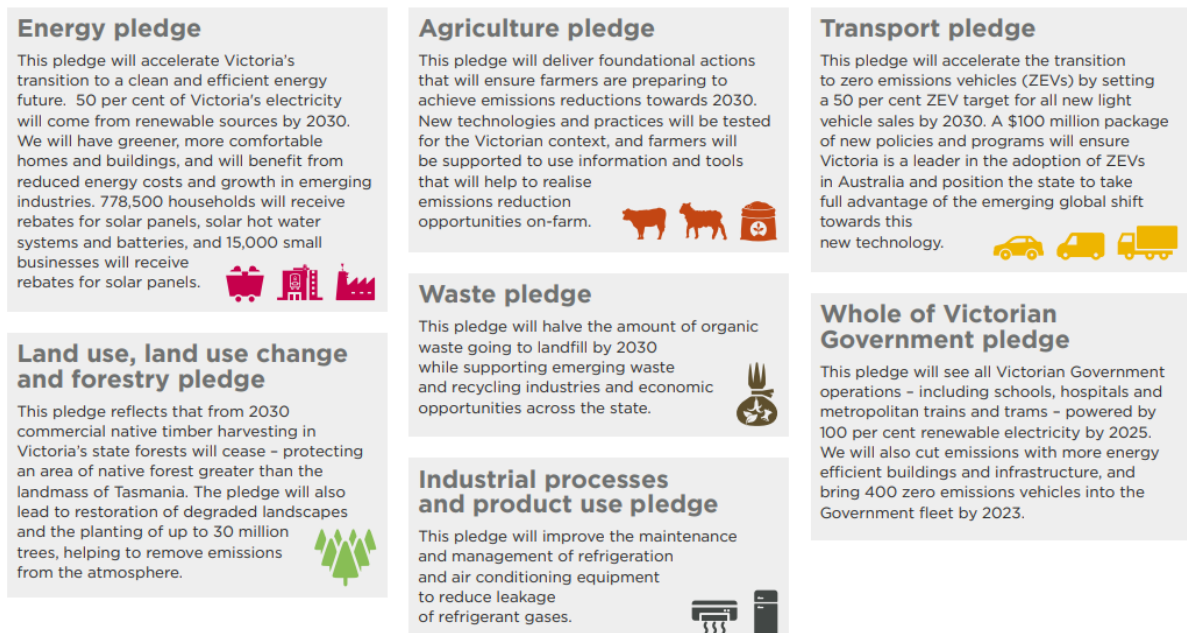 Energy pledge
This pledge will accelerate Victoria's
transition to a clean and efficient energy
future.  50 per cent of Victoria's electricity
will come from renewable sources by 2030.
We will have greener, more comfortable
homes and buildings, and will benefit from
reduced energy costs and growth in emerging
industries. 778,500 households will receive
rebates for solar panels, solar hot water
systems and batteries, and 15,000 small
businesses will receive
rebates for solar panels.
Land use, land use change
and forestry pledge
This pledge reflects that from 2030
commercial native timber harvesting in
Victoria's state forests will cease – protecting
an area of native forest greater than the
landmass of Tasmania. The pledge will also
lead to restoration of degraded landscapes
and the planting of up to 30 million
trees, helping to remove emissions
from the atmosphere.
Agriculture pledge
This pledge will deliver foundational actions
that will ensure farmers are preparing to
achieve emissions reductions towards 2030.
New technologies and practices will be tested
for the Victorian context, and farmers will
be supported to use information and tools
that will help to realise
emissions reduction
opportunities on-farm.
Waste pledge
This pledge will halve the amount of organic
waste going to landfill by 2030
while supporting emerging waste
and recycling industries and economic
opportunities across the state.
Industrial processes
and product use pledge
This pledge will improve the maintenance
and management of refrigeration
and air conditioning equipment
to reduce leakage
of refrigerant gases.
Transport pledge
This pledge will accelerate the transition
to zero emissions vehicles (ZEVs) by setting
a 50 per cent ZEV target for all new light
vehicle sales by 2030. A $100 million package
of new policies and programs will ensure
Victoria is a leader in the adoption of ZEVs
in Australia and position the state to take
full advantage of the emerging global shift
towards this
new technology.
Whole of Victorian
Government pledge
This pledge will see all Victorian Government
operations – including schools, hospitals and
metropolitan trains and trams – powered by
100 per cent renewable electricity by 2025.
We will also cut emissions with more energy
efficient buildings and infrastructure, and
bring 400 zero emissions vehicles into the
Government fleet by 2023.